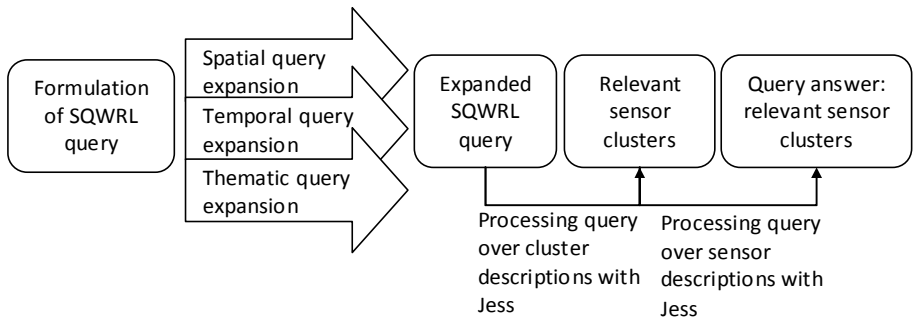 Formulation
of SQWRL
query
Spatial query
expansion
Temporal query
expansion
Thematic query
expansion
Expanded
SQWRL
query
Relevant
sensor
clusters
Query answer:
relevant sensor
clusters
Processing query
over cluster
descriptions with
Jess
Processing query
over sensor
descriptions with
Jess